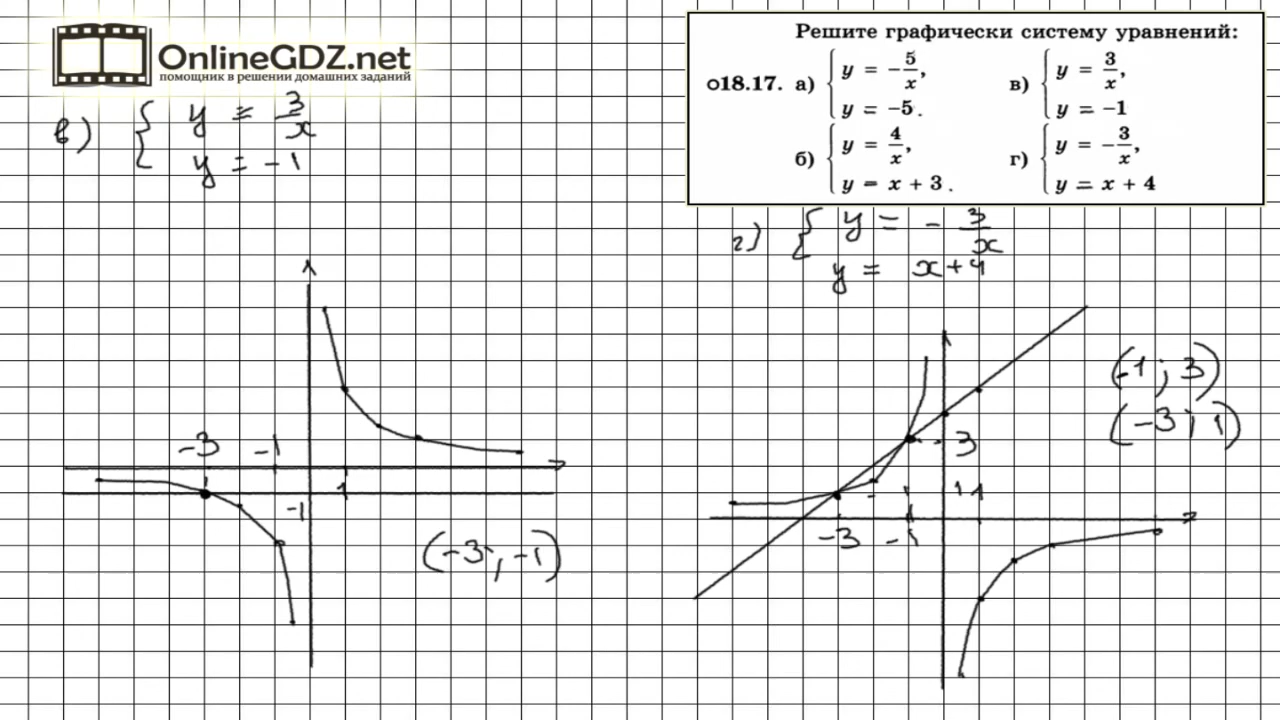 OnlineGDZ.net
помощник в решении домашних заданий
Решите графически систему уравнений:
○18.17. а) { y = -5/x,
y = -5.
б) { y = 4/x,
y = x + 3.
в) { y = 3/x,
y = -1
г) { y = -3/x,
y = x + 4
в) { y = 3/x
y = -1
-3 -1
1
-1
(-3; -1)
г) { y = -3/x
y = x+4
(-1; 3)
(-3; 1)
3
1 1
-3 -1